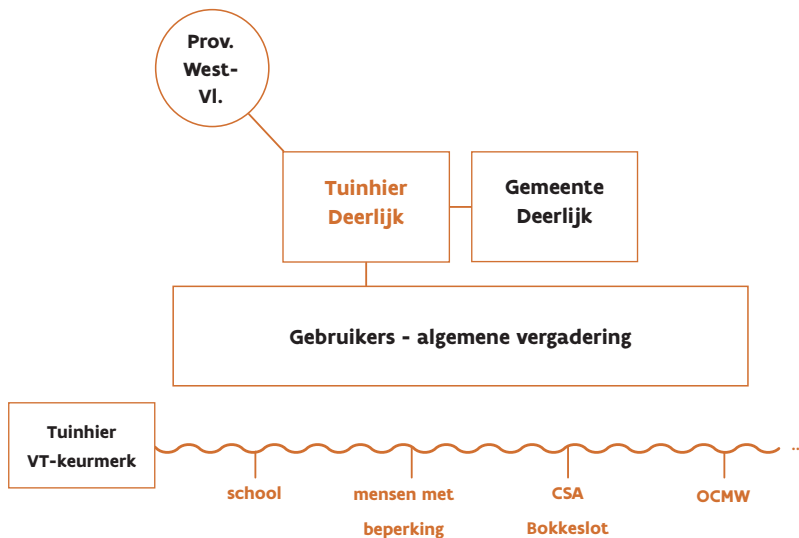 Prov.
West-
Vl.
Tuinhier
Deerlijk
Gemeente
Deerlijk
Gebruikers - algemene vergadering
Tuinhier
VT-keurmerk
school
mensen met
beperking
CSA
Bokkeslot
OCMW
..